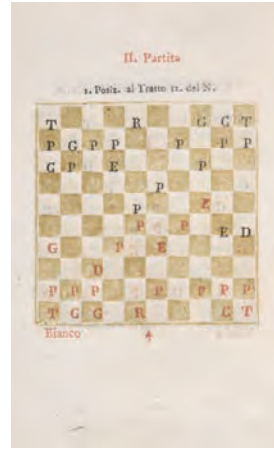 II. Partita
1. Posiz. al Tratto 11. del N.
T R G C T
P G P P P P P
G P E P
P
P E
P P
E D
G P E
D
P P P P P P P
T G G R C T
Bianco